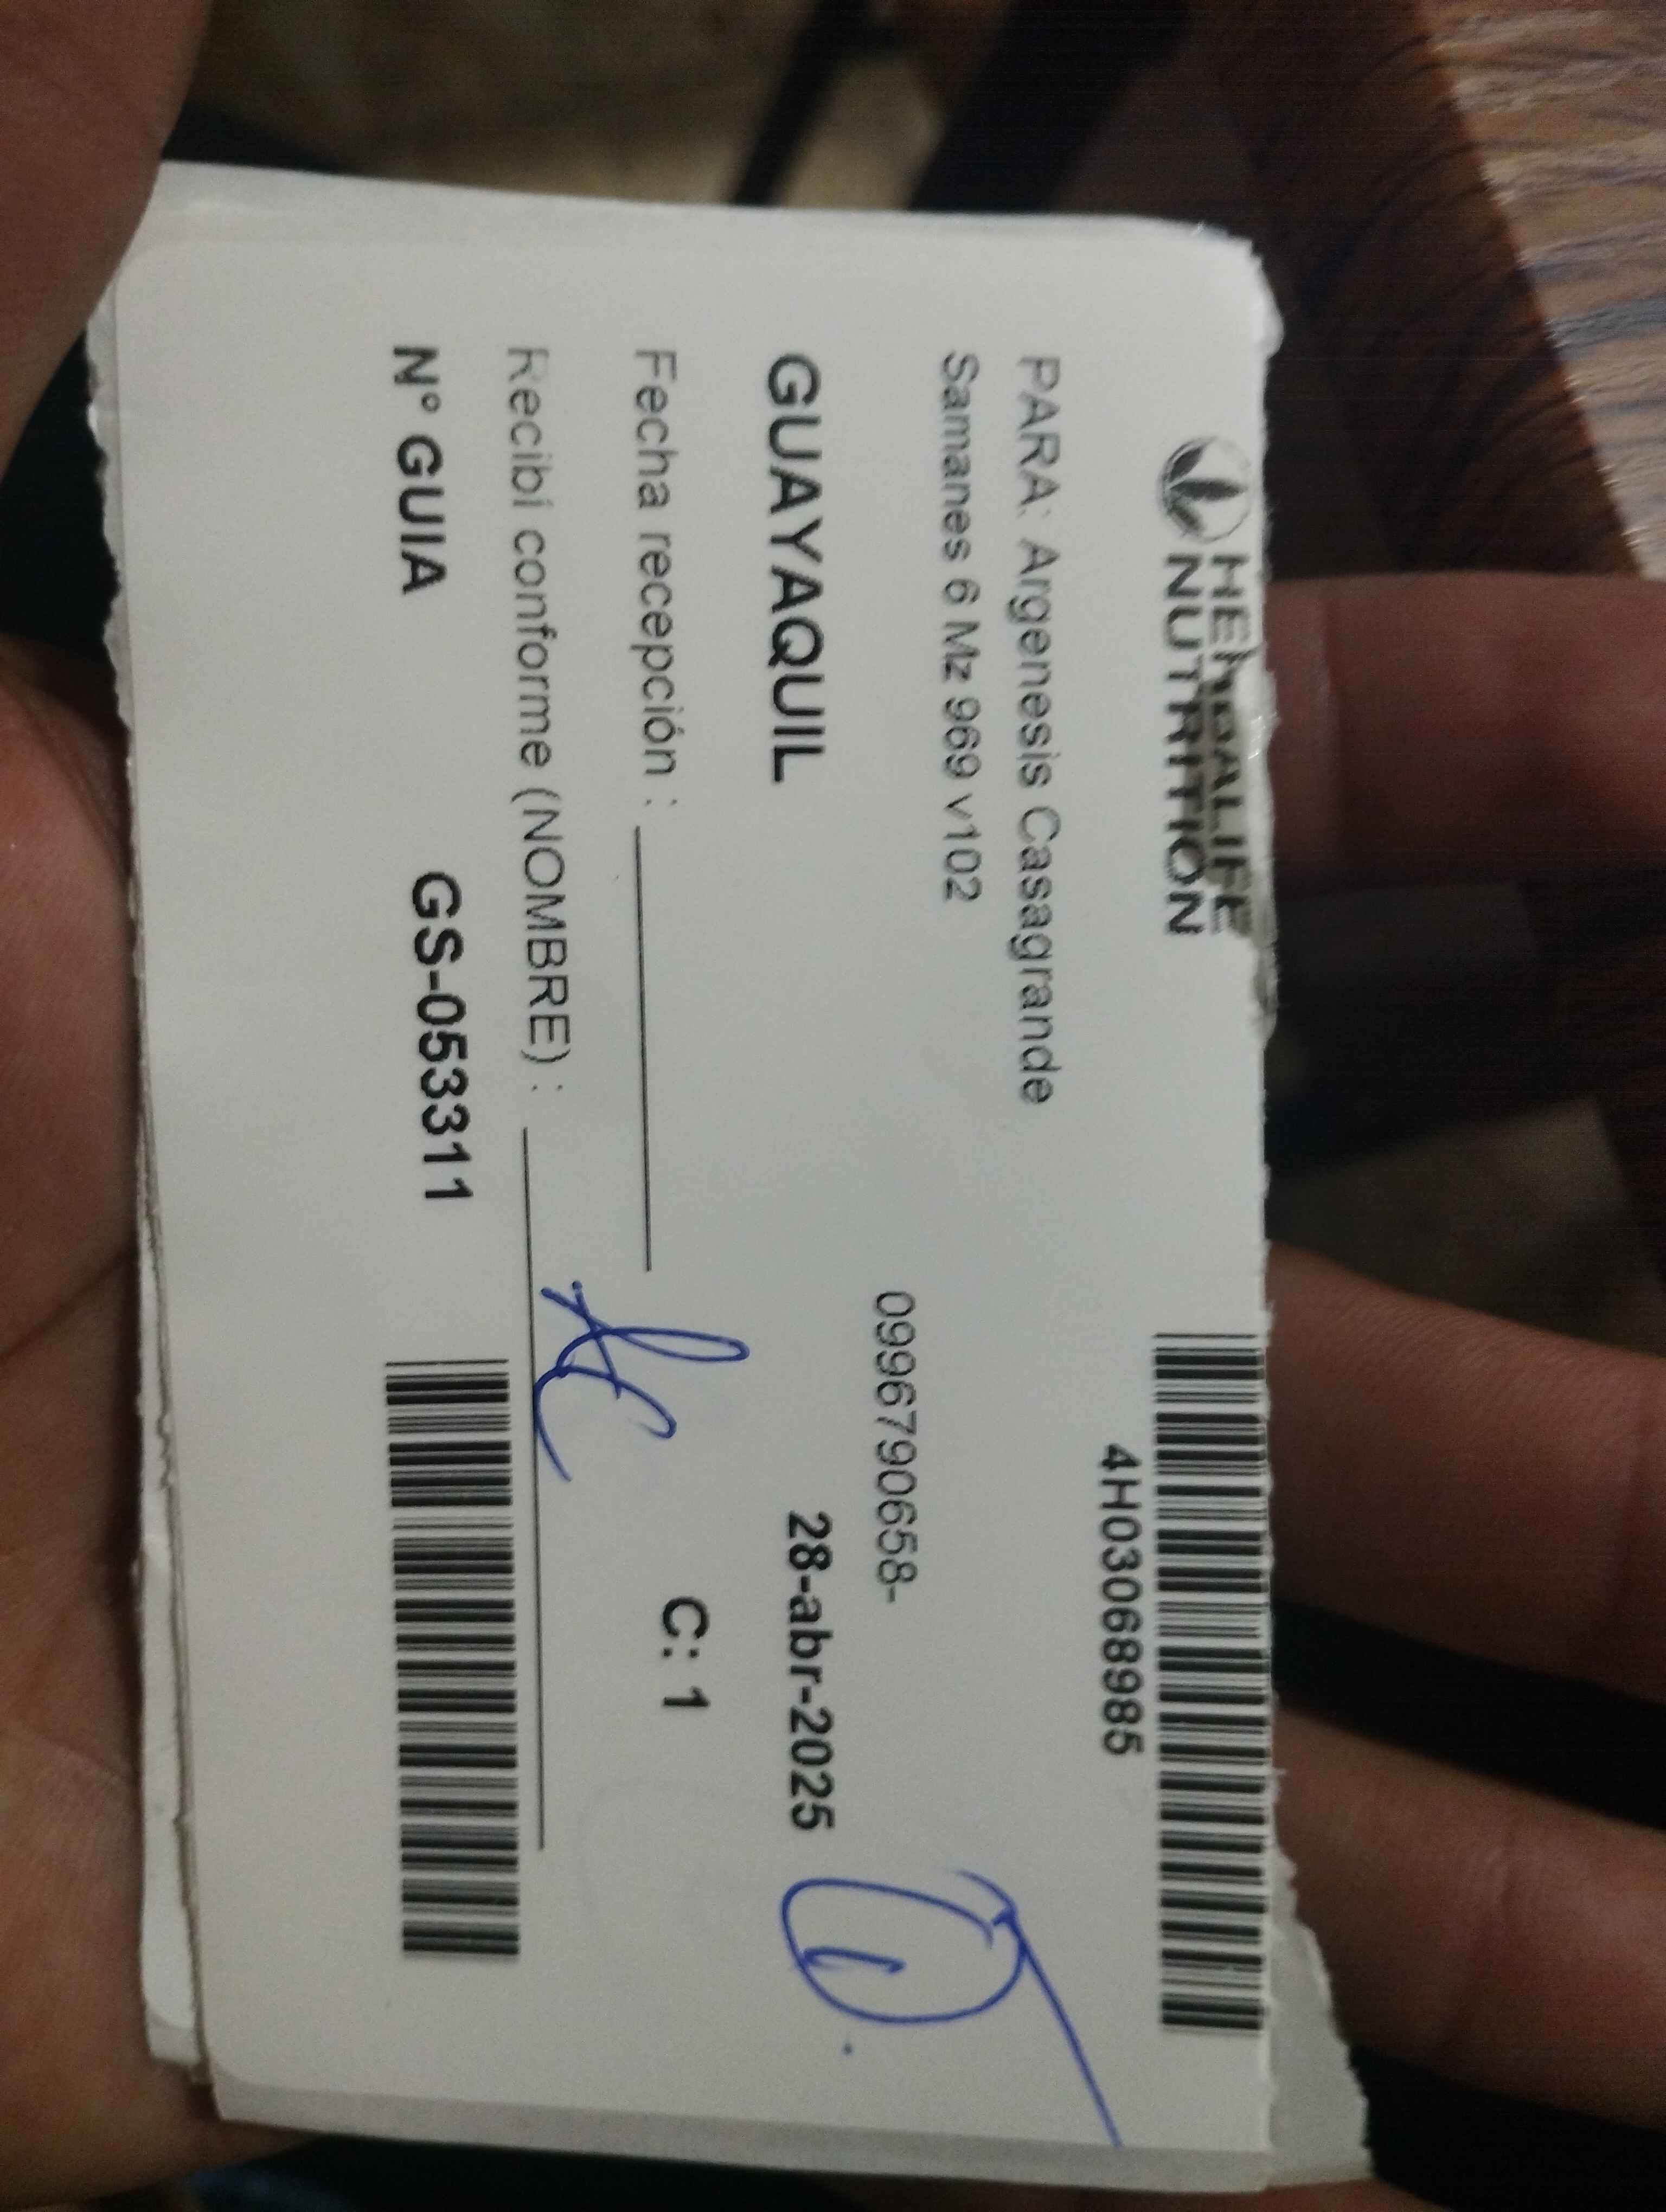 HERBALIFE
NUTRITION
4H03068985
PARA: Argenesis Casagrande
Samanes 6 Mz 969 v102
0996790658-
GUAYAQUIL 28-abr-2025
Fecha recepción : C: 1
Recibí conforme (NOMBRE) :
N° GUIA GS-053311